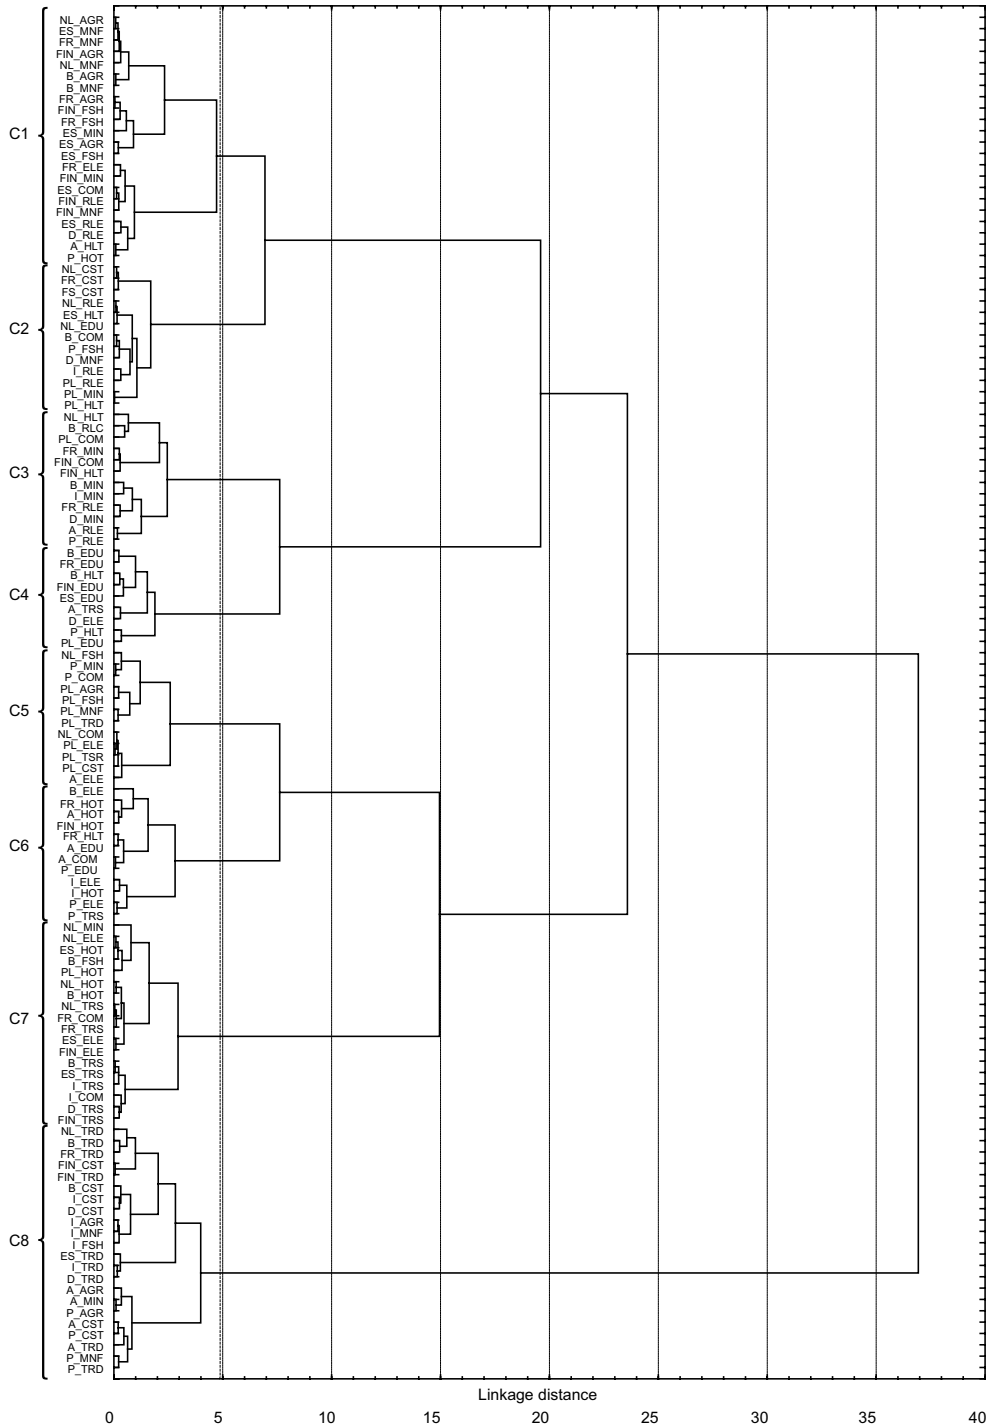 NL_AGR
ES_MNF
FR_MNF
FIN_AGR
NL_MNF
B_AGR
B_MNF
FR_AGR
FIN_FSH
FR_FSH
C1
ES_MIN
ES_AGR
ES_FSH
FR_ELE
FIN_MIN
ES_COM
FIN_RLE
FIN_MNF
ES_RLE
D_RLE
A_HLT
P_HOT
NL_CST
FR_CST
FS_CST
NL_RLE
ES_HLT
NL_EDU
C2
B_COM
P_FSH
D_MNF
I_RLE
PL_RLE
PL_MIN
PL_HLT
NL_HLT
B_RLC
PL_COM
FR_MIN
FIN_COM
C3
FIN_HLT
B_MIN
I_MIN
FR_RLE
D_MIN
A_RLE
P_RLE
B_EDU
FR_EDU
B_HLT
FIN_EDU
C4
ES_EDU
A_TRS
D_ELE
P_HLT
PL_EDU
NL_FSH
P_MIN
P_COM
PL_AGR
PL_FSH
C5
PL_MNF
PL_TRD
NL_COM
PL_ELE
PL_TSR
PL_CST
A_ELE
B_ELE
FR_HOT
A_HOT
FIN_HOT
FR_HLT
C6
A_EDU
A_COM
P_EDU
I_ELE
I_HOT
P_ELE
P_TRS
NL_MIN
NL_ELE
ES_HOT
B_FSH
PL_HOT
NL_HOT
B_HOT
NL_TRS
C7
FR_COM
FR_TRS
ES_ELE
FIN_ELE
B_TRS
ES_TRS
I_TRS
I_COM
D_TRS
FIN_TRS
NL_TRD
B_TRD
FR_TRD
FIN_CST
FIN_TRD
B_CST
I_CST
D_CST
I_AGR
I_MNF
C8
I_FSH
ES_TRD
I_TRD
D_TRD
A_AGR
A_MIN
P_AGR
A_CST
P_CST
A_TRD
P_MNF
P_TRD
Linkage distance
0 5 10 15 20 25 30 35 40